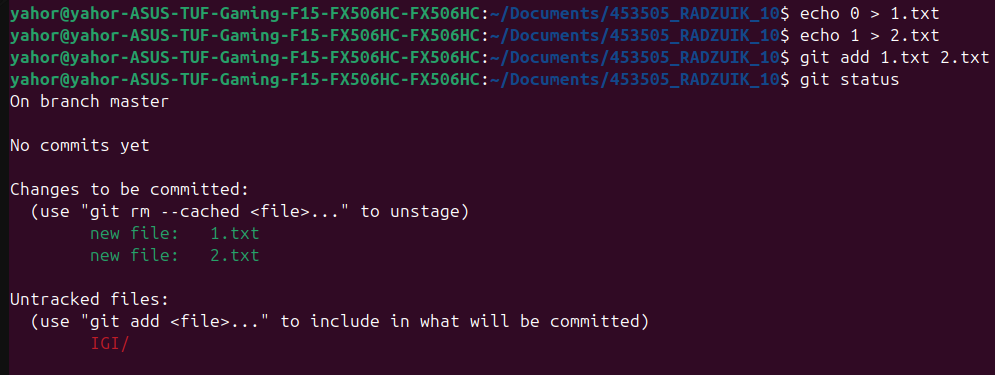 yahor@yahor-ASUS-TUF-Gaming-F15-FX506HC-FX506HC:~/Documents/453505_RADZUIK_10$ echo 0 > 1.txt
yahor@yahor-ASUS-TUF-Gaming-F15-FX506HC-FX506HC:~/Documents/453505_RADZUIK_10$ echo 1 > 2.txt
yahor@yahor-ASUS-TUF-Gaming-F15-FX506HC-FX506HC:~/Documents/453505_RADZUIK_10$ git add 1.txt 2.txt
yahor@yahor-ASUS-TUF-Gaming-F15-FX506HC-FX506HC:~/Documents/453505_RADZUIK_10$ git status
On branch master
No commits yet
Changes to be committed:
  (use "git rm --cached <file>..." to unstage)
        new file:   1.txt
        new file:   2.txt
Untracked files:
  (use "git add <file>..." to include in what will be committed)
        IGI/